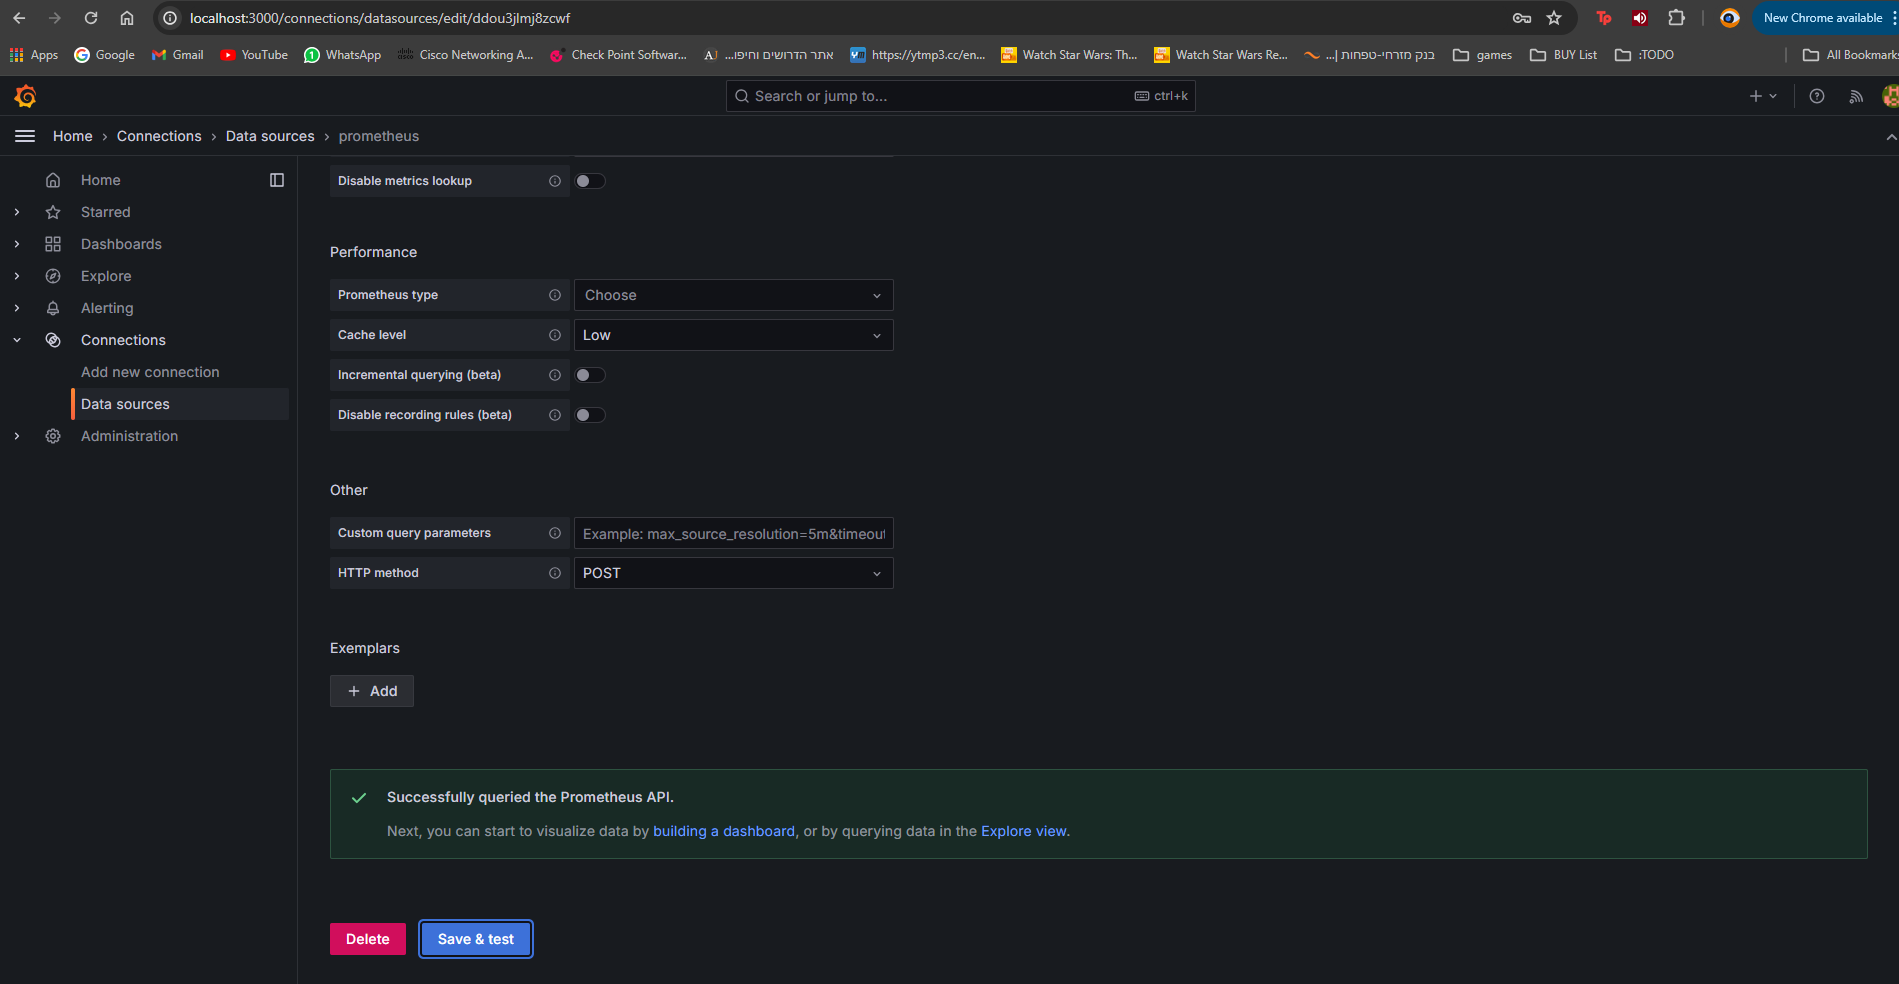 localhost:3000/connections/datasources/edit/ddou3jlmj8zcwf
New Chrome available
Apps
Google
Gmail
YouTube
WhatsApp
Cisco Networking A...
Check Point Softwar...
אתר הדרושים וחיפו...
https://ytmp3.cc/en...
Watch Star Wars: Th...
Watch Star Wars Re...
בנק מזרחי-טפחות |...
games
BUY List
:TODO
All Bookmarks
Search or jump to...
ctrl+k
Home › Connections › Data sources › prometheus
Home
Starred
Dashboards
Explore
Alerting
Connections
Add new connection
Data sources
Administration
Disable metrics lookup
Performance
Prometheus type
Choose
Cache level
Low
Incremental querying (beta)
Disable recording rules (beta)
Other
Custom query parameters
Example: max_source_resolution=5m&timeout
HTTP method
POST
Exemplars
+ Add
Successfully queried the Prometheus API.
Next, you can start to visualize data by building a dashboard, or by querying data in the Explore view.
Delete
Save & test